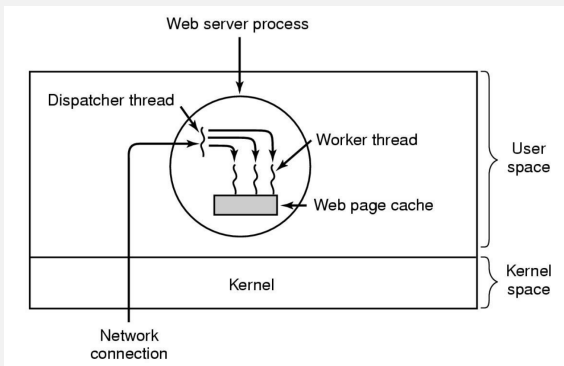 Web server process
Dispatcher thread
Worker thread
User
space
Web page cache
Kernel
Kernel
space
Network
connection